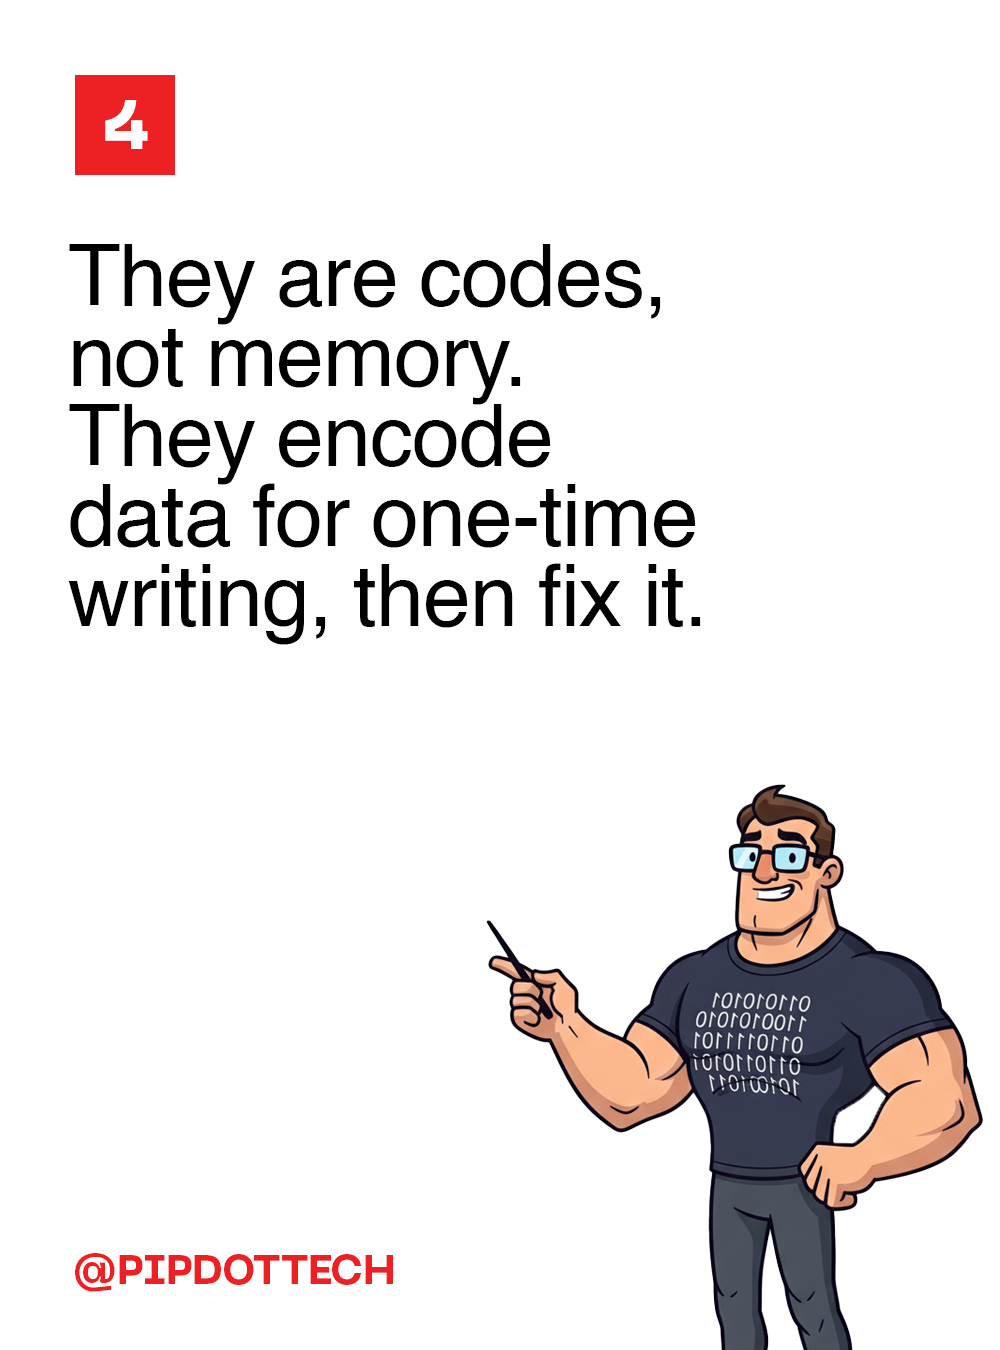 4
They are codes,
not memory.
They encode
data for one-time
writing, then fix it.
@PIPDOTTECH